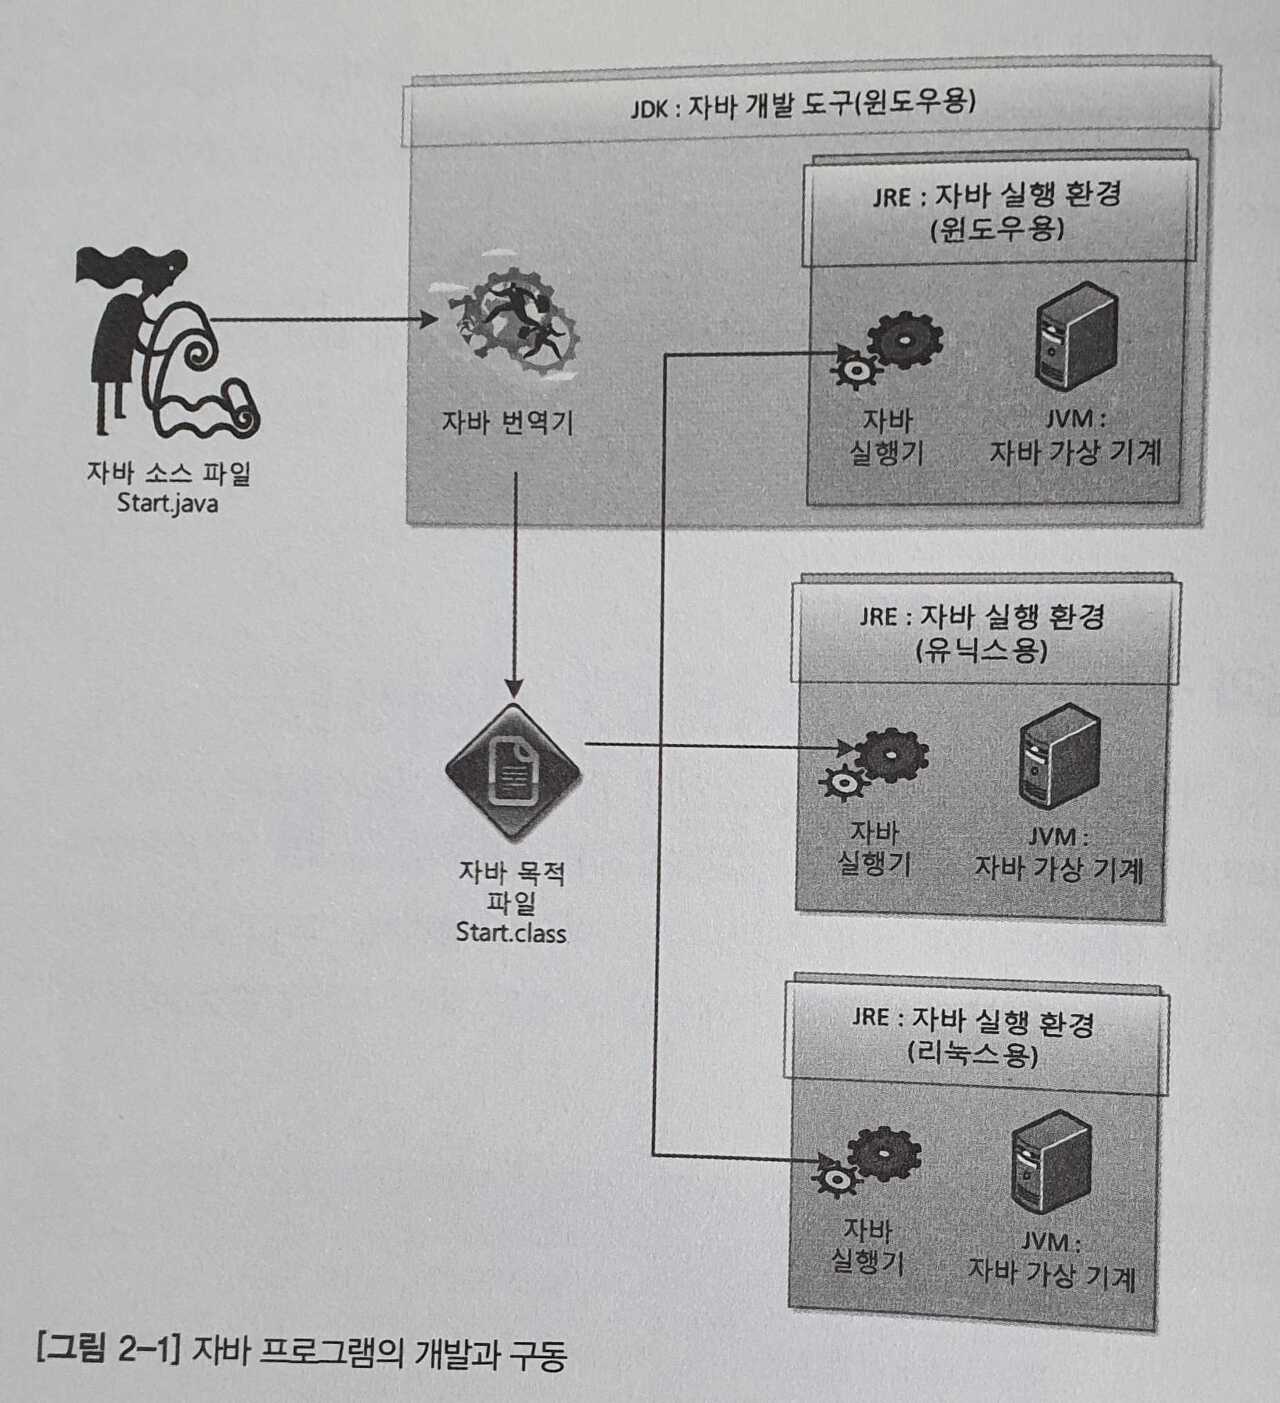 JDK : 자바 개발 도구(윈도우용)
JRE : 자바 실행 환경
(윈도우용)
자바 번역기
자바
실행기
JVM :
자바 가상 기계
자바 소스 파일
Start.java
JRE : 자바 실행 환경
(유닉스용)
자바
실행기
JVM :
자바 가상 기계
자바 목적
파일
Start.class
JRE : 자바 실행 환경
(리눅스용)
자바
실행기
JVM :
자바 가상 기계
[그림 2-1] 자바 프로그램의 개발과 구동